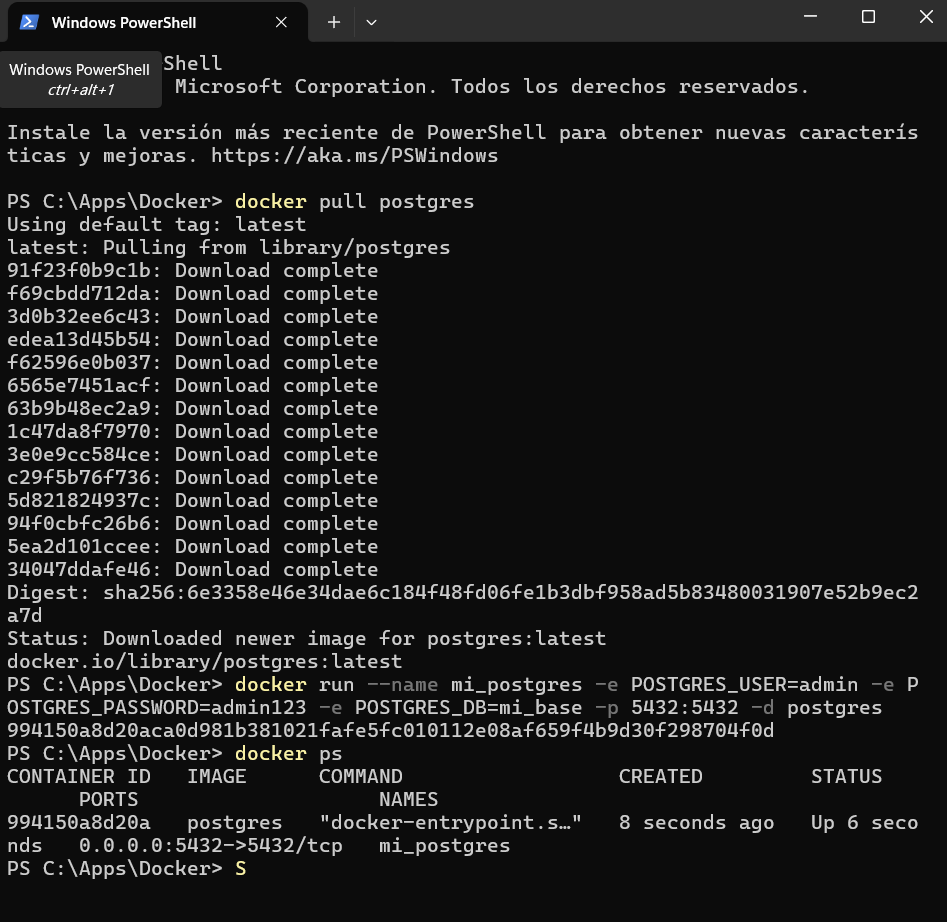 Windows PowerShell
Shell
Windows PowerShell
ctrl+alt+1
Microsoft Corporation. Todos los derechos reservados.
Instale la versión más reciente de PowerShell para obtener nuevas caracterís
ticas y mejoras. https://aka.ms/PSWindows
PS C:\Apps\Docker> docker pull postgres
Using default tag: latest
latest: Pulling from library/postgres
91f23f0b9c1b: Download complete
f69cbdd712da: Download complete
3d0b32ee6c43: Download complete
edea13d45b54: Download complete
f62596e0b037: Download complete
6565e7451acf: Download complete
63b9b48ec2a9: Download complete
1c47da8f7970: Download complete
3e0e9cc584ce: Download complete
c29f5b76f736: Download complete
5d821824937c: Download complete
94f0cbfc26b6: Download complete
5ea2d101ccee: Download complete
34047ddafe46: Download complete
Digest: sha256:6e3358e46e34dae6c184f48fd06fe1b3dbf958ad5b83480031907e52b9ec2
a7d
Status: Downloaded newer image for postgres:latest
docker.io/library/postgres:latest
PS C:\Apps\Docker> docker run --name mi_postgres -e POSTGRES_USER=admin -e P
OSTGRES_PASSWORD=admin123 -e POSTGRES_DB=mi_base -p 5432:5432 -d postgres
994150a8d20aca0d981b381021fafe5fc010112e08af659f4b9d30f298704f0d
PS C:\Apps\Docker> docker ps
CONTAINER ID   IMAGE      COMMAND                  CREATED         STATUS
      PORTS                    NAMES
994150a8d20a   postgres   "docker-entrypoint.s…"   8 seconds ago   Up 6 seco
nds   0.0.0.0:5432->5432/tcp   mi_postgres
PS C:\Apps\Docker> S